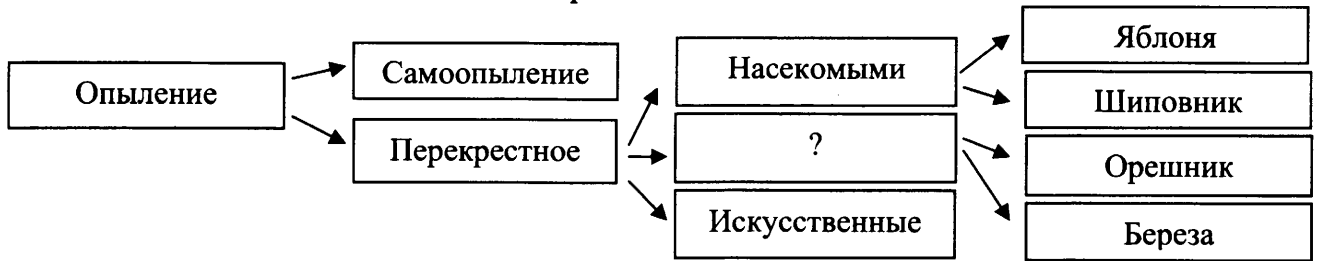 Опыление
Самоопыление
Перекрестное
Насекомыми
?
Искусственные
Яблоня
Шиповник
Орешник
Береза